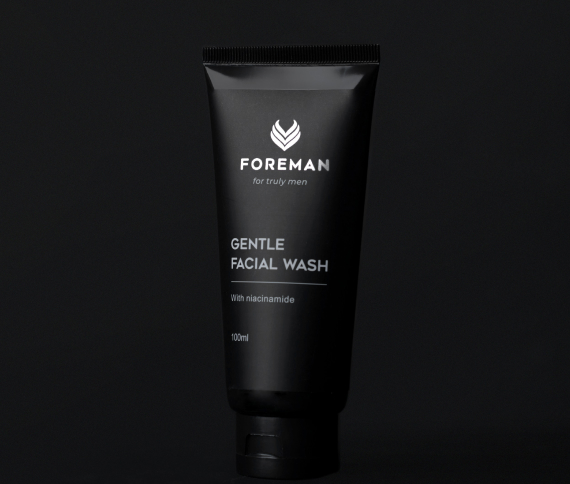 FOREMAN
for truly men
GENTLE
FACIAL WASH
With niacinamide
100ml